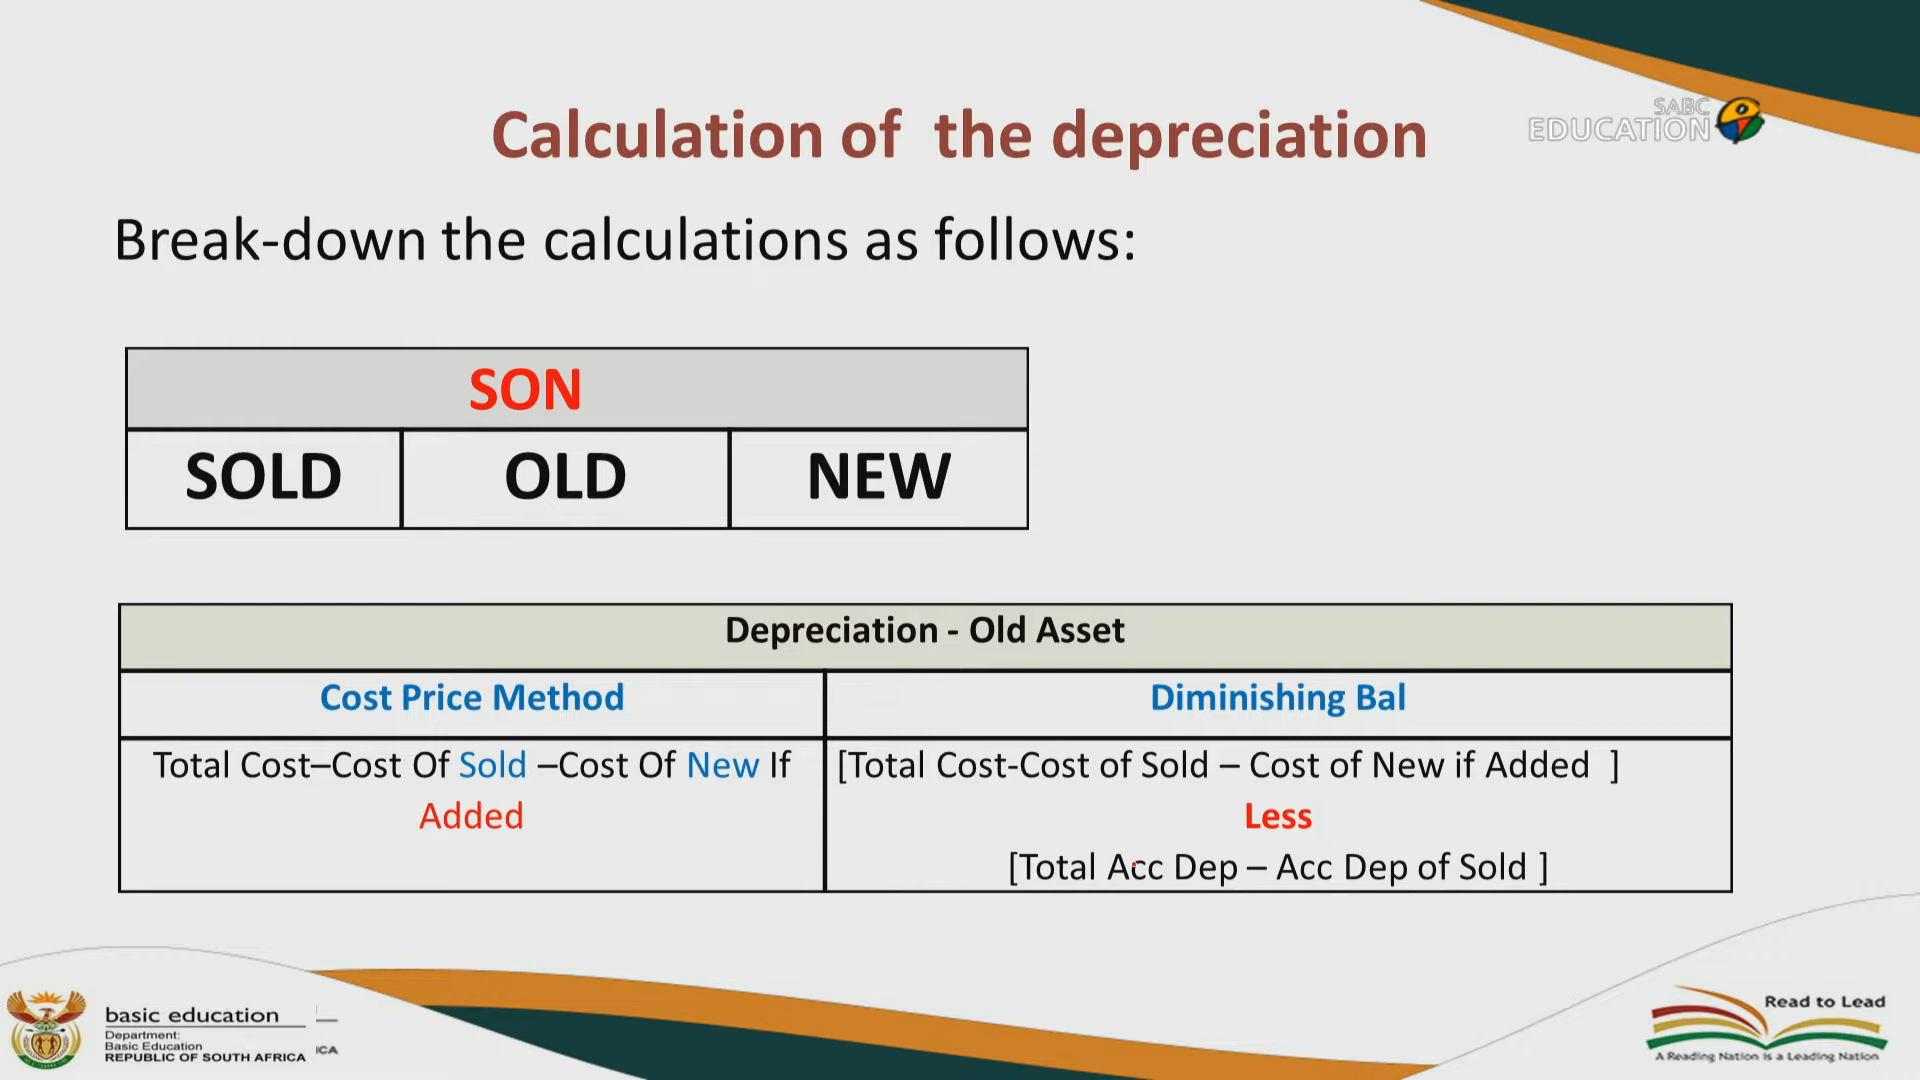 SABC
EDUCATION
Calculation of the depreciation
Break-down the calculations as follows:
SON
SOLD OLD NEW
Depreciation - Old Asset
Cost Price Method Diminishing Bal
Total Cost–Cost Of Sold –Cost Of New If
Added
[Total Cost-Cost of Sold – Cost of New if Added ]
Less
[Total Acc Dep – Acc Dep of Sold ]
basic education
Department:
Basic Education
REPUBLIC OF SOUTH AFRICA
ICA
Read to Lead
A Reading Nation is a Leading Nation